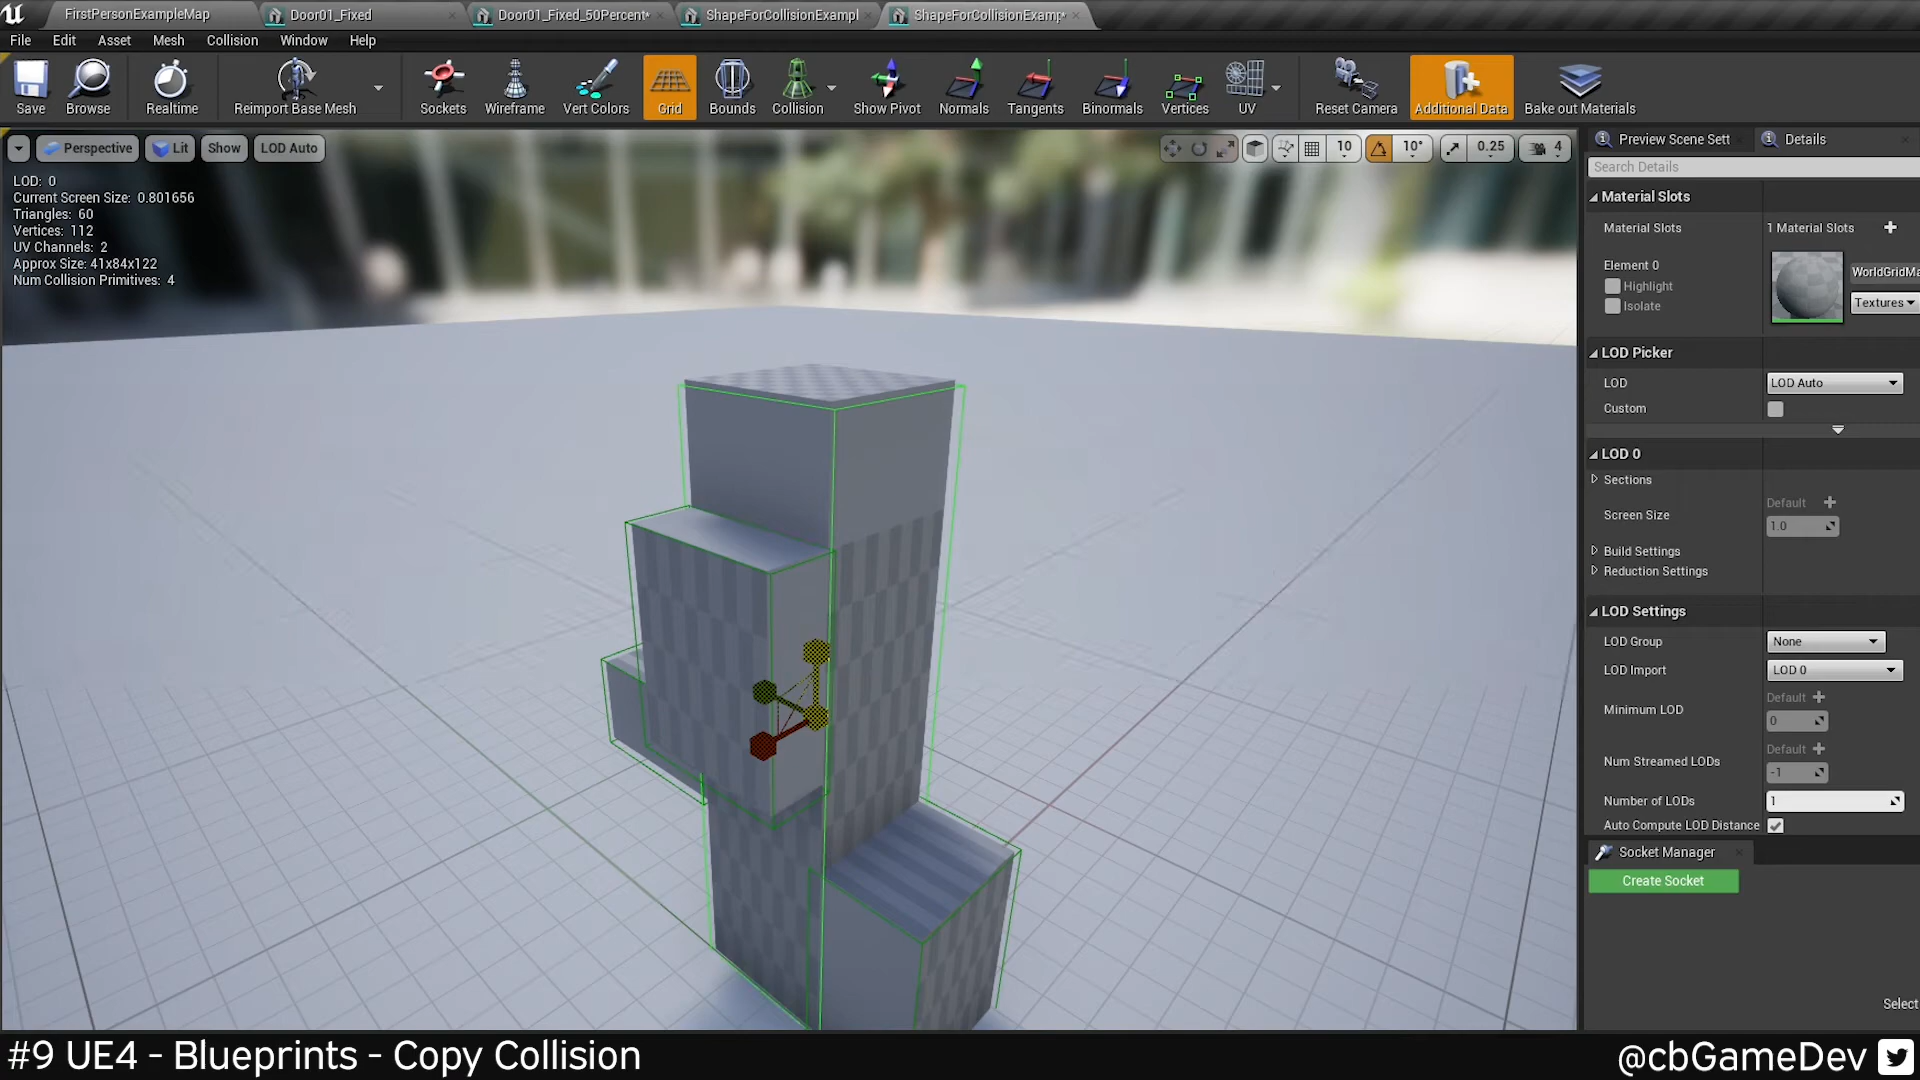 FirstPersonExampleMap
Door01_Fixed
Door01_Fixed_50Percent*
ShapeForCollisionExampl
ShapeForCollisionExamp*
File Edit Asset Mesh Collision Window Help
Save Browse Realtime Reimport Base Mesh Sockets Wireframe Vert Colors Grid Bounds Collision Show Pivot Normals Tangents Binormals Vertices UV Reset Camera Additional Data Bake out Materials
Perspective Lit Show LOD Auto
10 10° 0.25 4
LOD: 0
Current Screen Size: 0.801656
Triangles: 60
Vertices: 112
UV Channels: 2
Approx Size: 41x84x122
Num Collision Primitives: 4
Preview Scene Sett
Details
Search Details
Material Slots
Material Slots 1 Material Slots
Element 0
WorldGridMa
Highlight
Isolate
Textures
LOD Picker
LOD LOD Auto
Custom
LOD 0
Sections
Default
Screen Size
1.0
Build Settings
Reduction Settings
LOD Settings
LOD Group None
LOD Import LOD 0
Default
Minimum LOD
0
Default
Num Streamed LODs
-1
Number of LODs 1
Auto Compute LOD Distance
Socket Manager
Create Socket
Select
#9 UE4 - Blueprints - Copy Collision
@cbGameDev